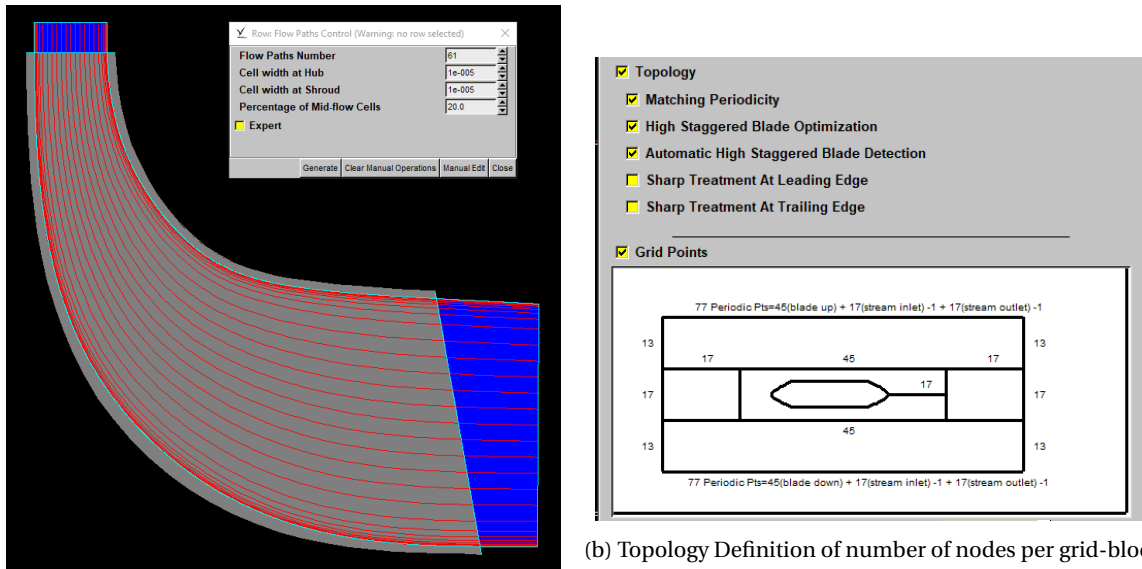 Row: Flow Paths Control (Warning: no row selected)
Flow Paths Number 61
Cell width at Hub 1e-005
Cell width at Shroud 1e-005
Percentage of Mid-flow Cells 20.0
Expert
Generate Clear Manual Operations Manual Edit Close
Topology
Matching Periodicity
High Staggered Blade Optimization
Automatic High Staggered Blade Detection
Sharp Treatment At Leading Edge
Sharp Treatment At Trailing Edge
Grid Points
77 Periodic Pts=45(blade up) + 17(stream inlet) -1 + 17(stream outlet) -1
13 13
17 45 17
17 17 17
45
13 13
77 Periodic Pts=45(blade down) + 17(stream inlet) -1 + 17(stream outlet) -1
(b) Topology Definition of number of nodes per grid-bloc